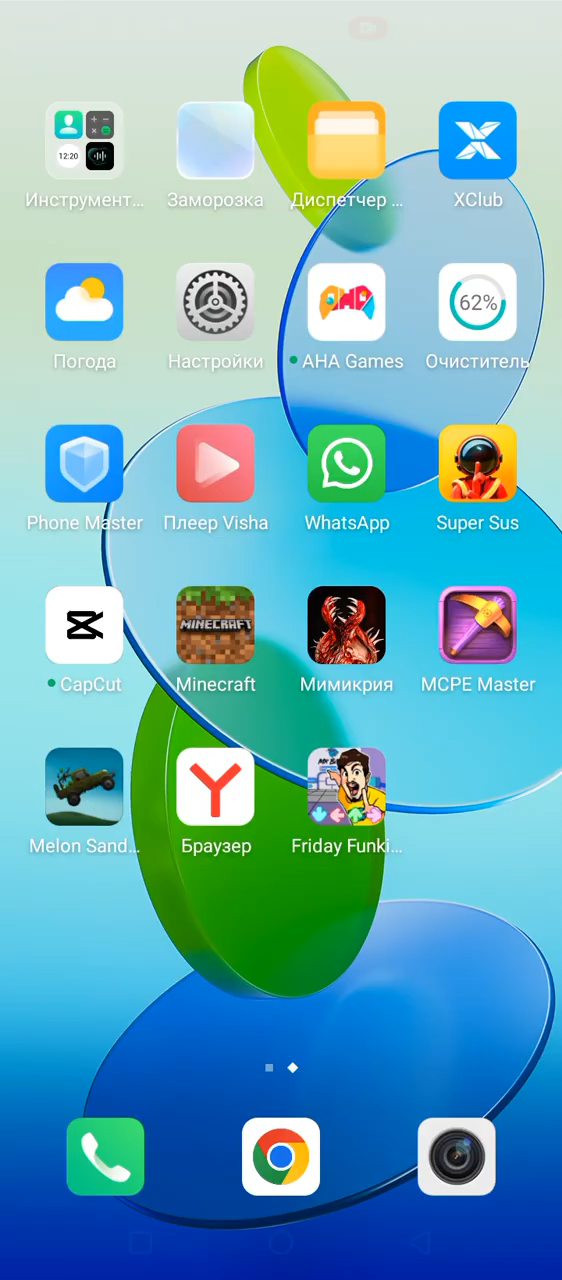 12:20
Инструмент...
Заморозка
Диспетчер ...
XClub
Погода
Настройки
AHA
AHA Games
62%
Очиститель
Phone Master
Плеер Visha
WhatsApp
Super Sus
CapCut
MINECRAFT
Minecraft
Мимикрия
MCPE Master
Melon Sand...
Браузер
Friday Funki...